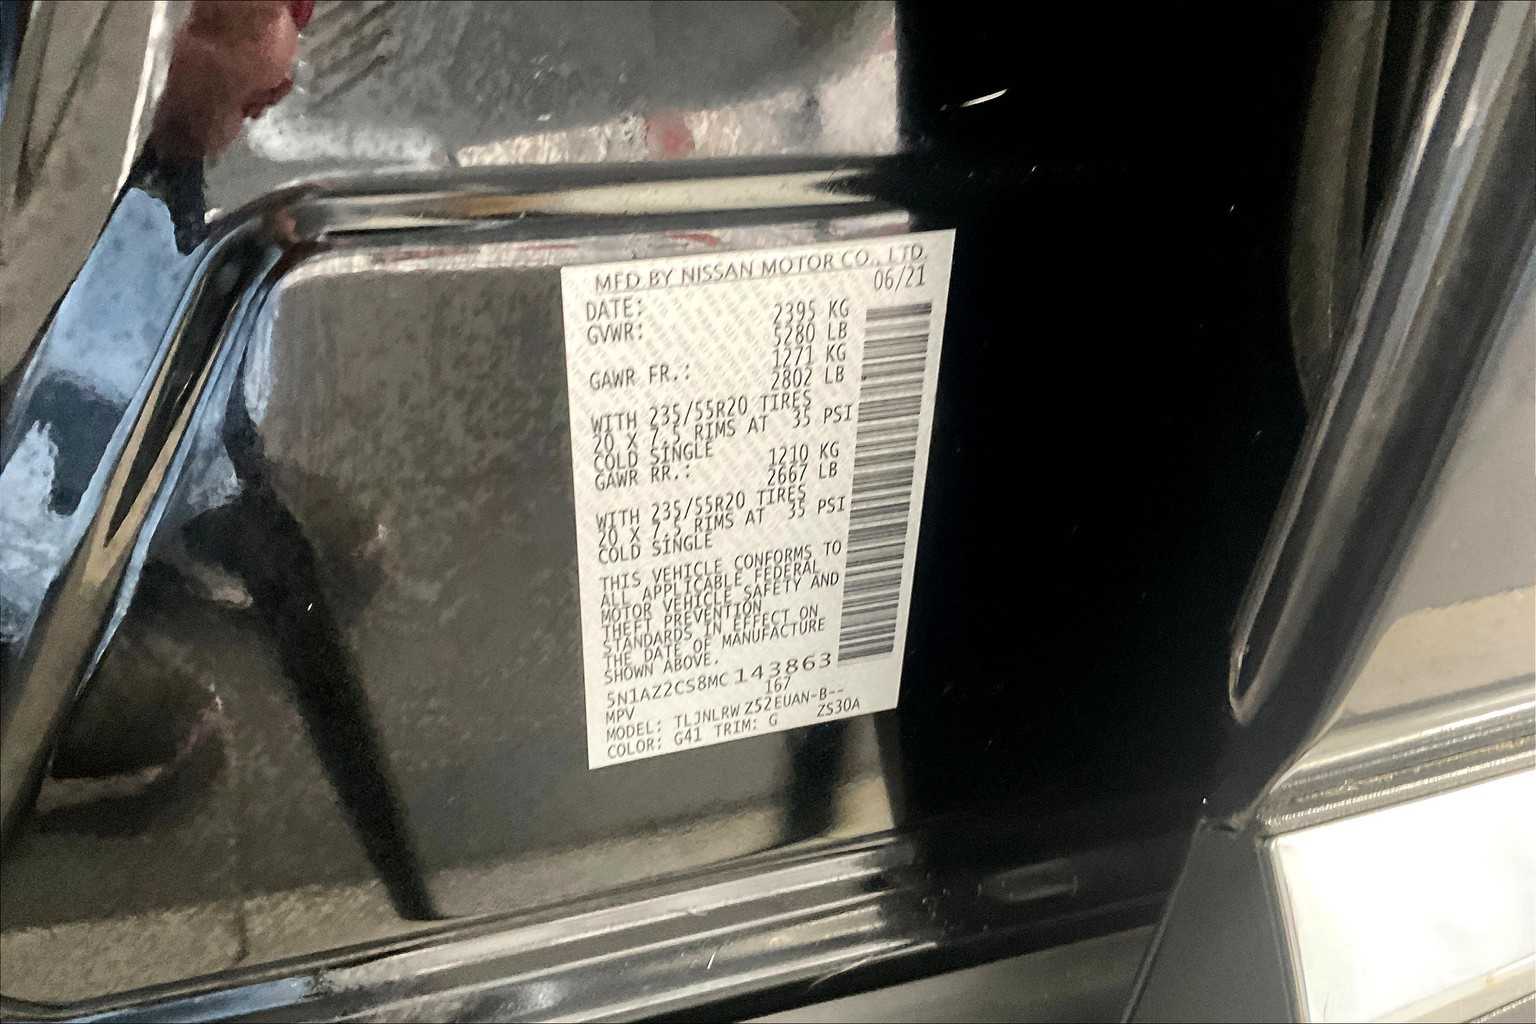 MFD BY NISSAN MOTOR CO., LTD.
DATE: 06/21
GVWR: 2395 KG
5280 LB
GAWR FR.: 1271 KG
2802 LB
WITH 235/55R20 TIRES
20 X 7.5 RIMS AT 35 PSI
COLD SINGLE
GAWR RR.: 1210 KG
2667 LB
WITH 235/55R20 TIRES
20 X 7.5 RIMS AT 35 PSI
COLD SINGLE
THIS VEHICLE CONFORMS TO
ALL APPLICABLE FEDERAL
MOTOR VEHICLE SAFETY AND
THEFT PREVENTION
STANDARDS IN EFFECT ON
THE DATE OF MANUFACTURE
SHOWN ABOVE.
5N1AZ2CS8MC143863
MPV 167
MODEL: TLJNLRWZ52EUAN-B--
COLOR: G41 TRIM: G ZS30A